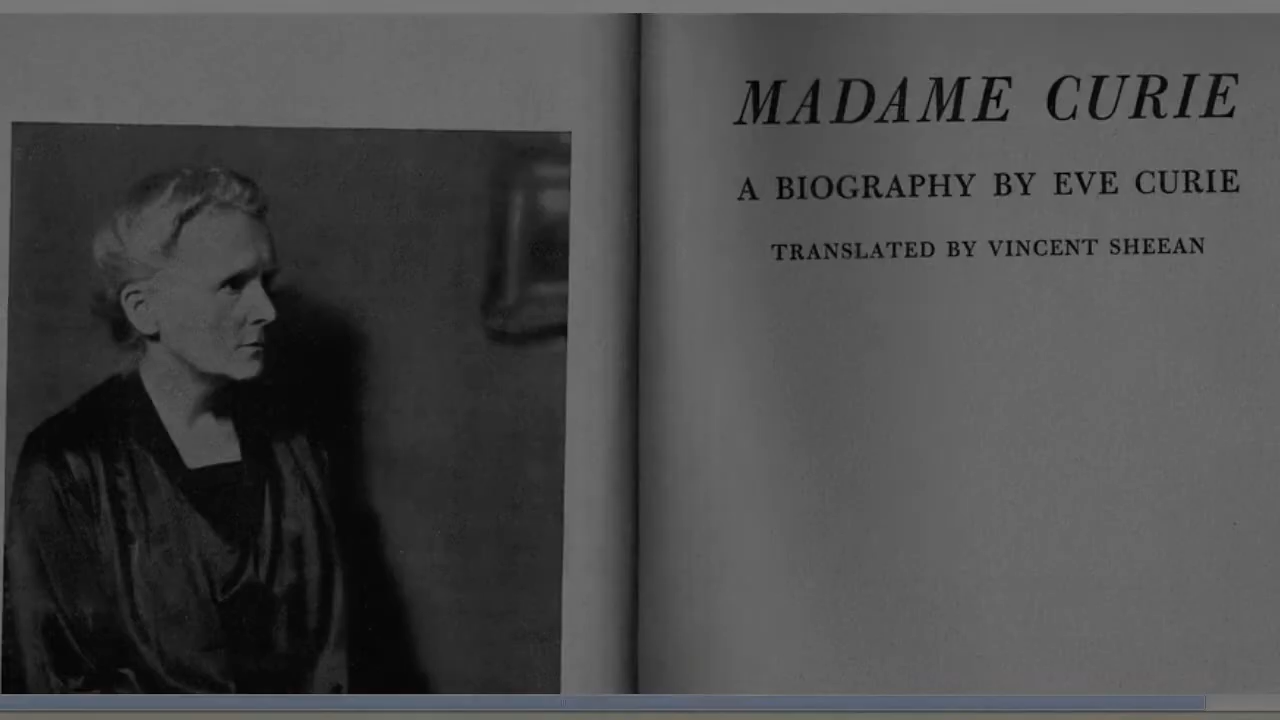 MADAME CURIE
A BIOGRAPHY BY EVE CURIE
TRANSLATED BY VINCENT SHEEAN